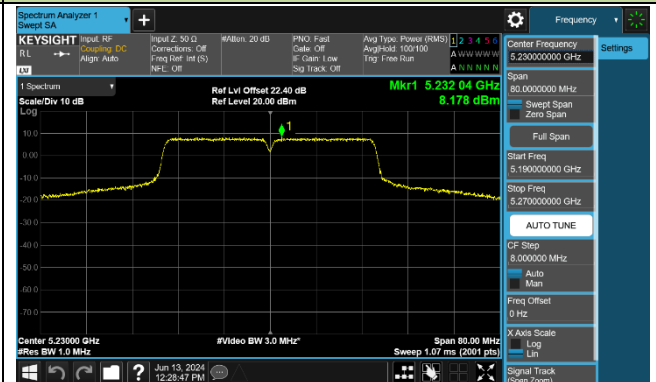 Spectrum Analyzer 1
Swept SA
Frequency
KEYSIGHT
RL
LXI
Input: RF
Coupling: DC
Align: Auto
Input Z: 50 Ω
Corrections: Off
Freq Ref: Int (S)
NFE: Off
#Atten: 20 dB
PNO: Fast
Gate: Off
IF Gain: Low
Sig Track: Off
Avg Type: Power (RMS)
Avg|Hold: 100/100
Trig: Free Run
1 2 3 4 5 6
A W W W W W
A N N N N N
1 Spectrum
Scale/Div 10 dB
Log
Ref Lvl Offset 22.40 dB
Ref Level 20.00 dBm
Mkr1 5.232 04 GHz
8.178 dBm
1
10.0
0.00
-10.0
-20.0
-30.0
-40.0
-50.0
-60.0
-70.0
Center 5.23000 GHz
#Res BW 1.0 MHz
#Video BW 3.0 MHz*
Span 80.00 MHz
Sweep 1.07 ms (2001 pts)
Jun 13, 2024
12:28:47 PM
Center Frequency
5.230000000 GHz
Settings
Span
80.0000000 MHz
Swept Span
Zero Span
Full Span
Start Freq
5.190000000 GHz
Stop Freq
5.270000000 GHz
AUTO TUNE
CF Step
8.000000 MHz
Auto
Man
Freq Offset
0 Hz
X Axis Scale
Log
Lin
Signal Track
(Span Zoom)